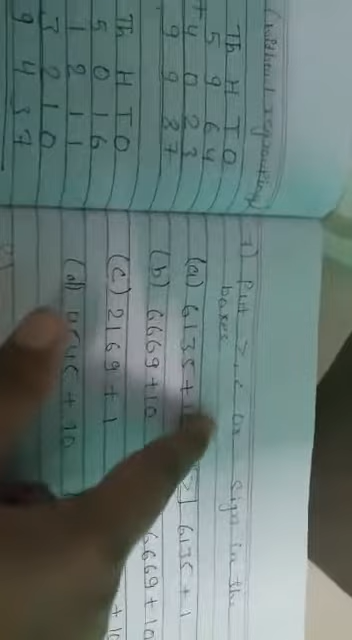 (without regrouping)
Th H T O
5 9 6 4
+ 4 0 2 3
9 9 8 7
Th H T O
5 0 1 6
1 2 1 1
3 2 1 0
9 4 3 7
7) Put >, < or sign in the
boxes
(a) 6135 + > 6135 + 1
(b) 6669 + 10 6669 + 10
(c) 2169 + 1
(d) + 10